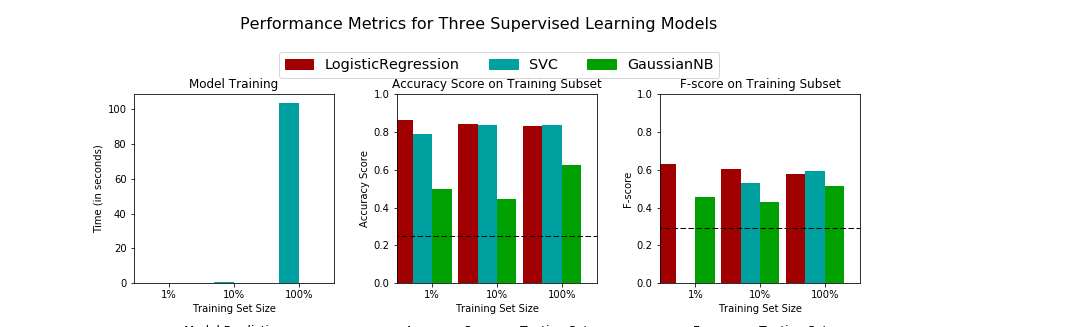 Performance Metrics for Three Supervised Learning Models
LogisticRegression SVC GaussianNB
Model Training
Time (in seconds)
100
80
60
40
20
0
1% 10% 100%
Training Set Size
Accuracy Score on Training Subset
Accuracy Score
1.0
0.8
0.6
0.4
0.2
0.0
1% 10% 100%
Training Set Size
F-score on Training Subset
F-score
1.0
0.8
0.6
0.4
0.2
0.0
1% 10% 100%
Training Set Size